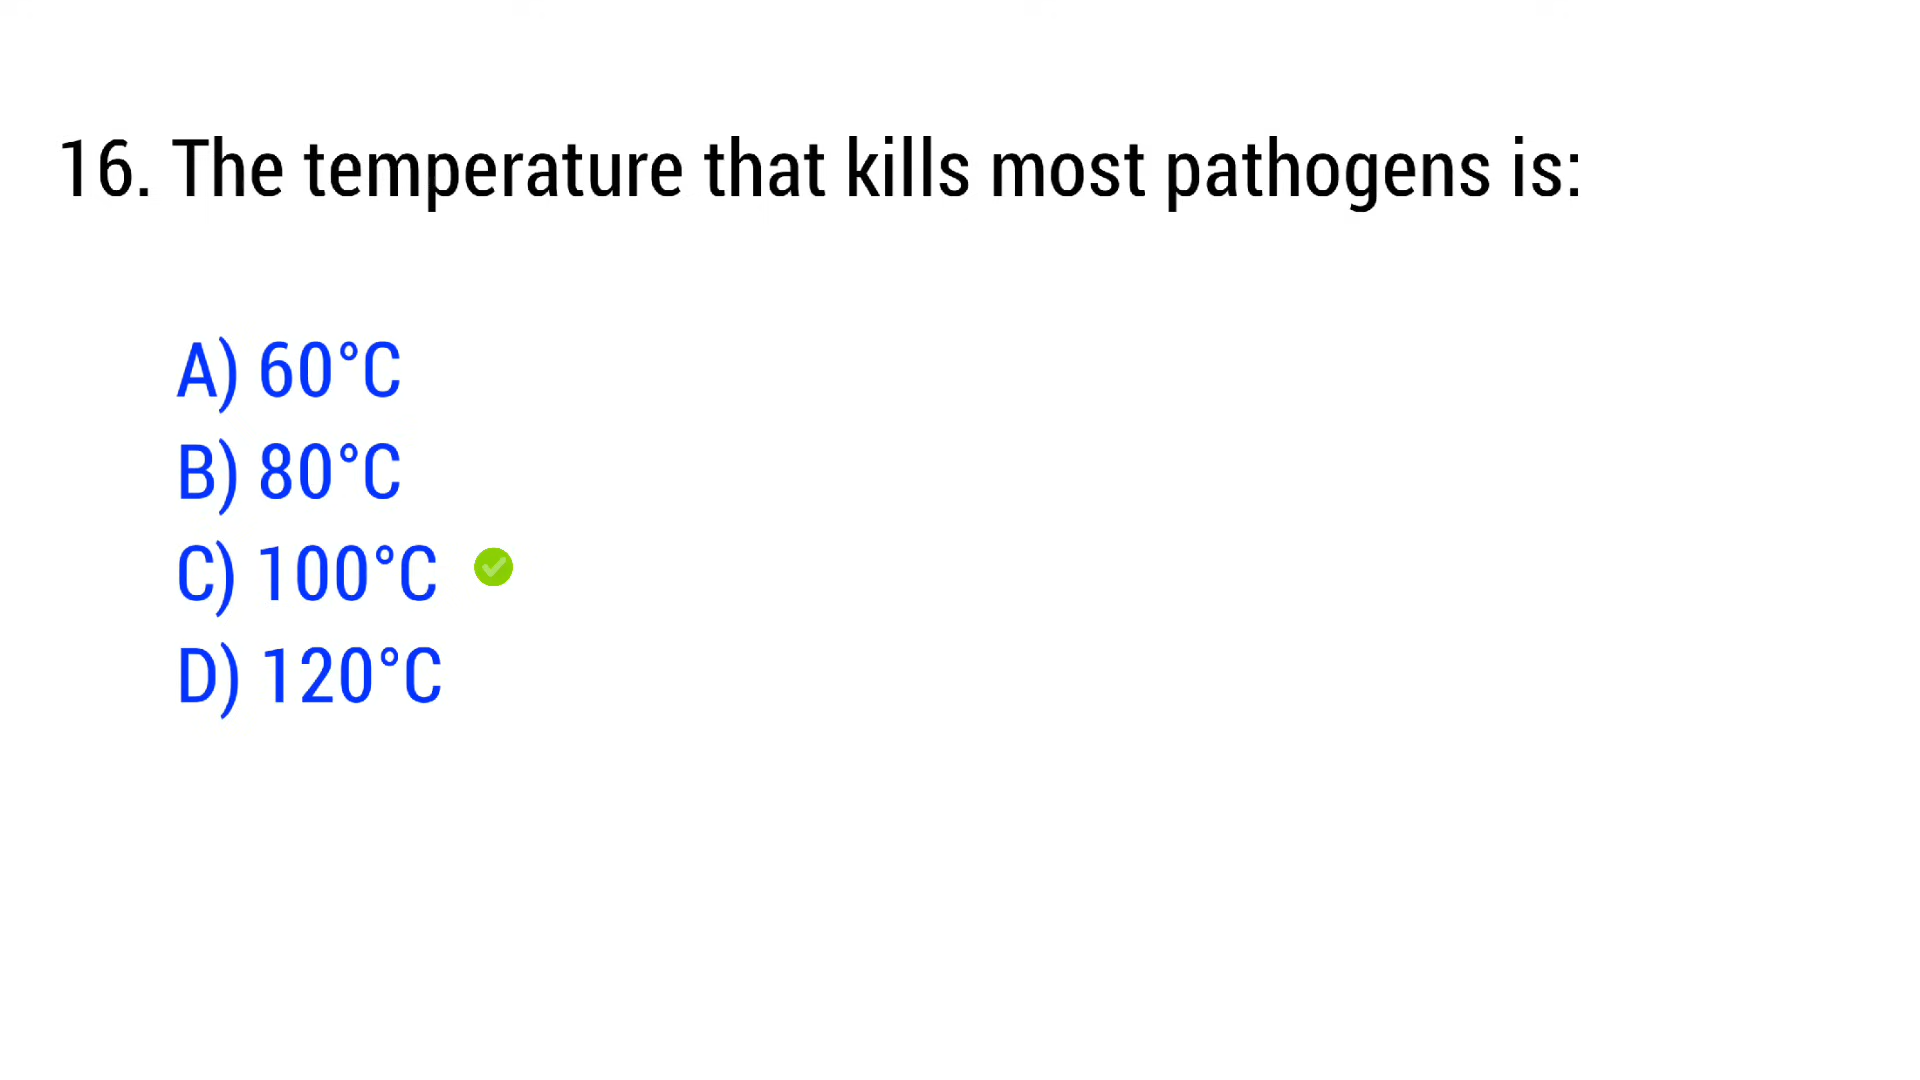 16. The temperature that kills most pathogens is:
A) 60°C
B) 80°C
C) 100°C
D) 120°C